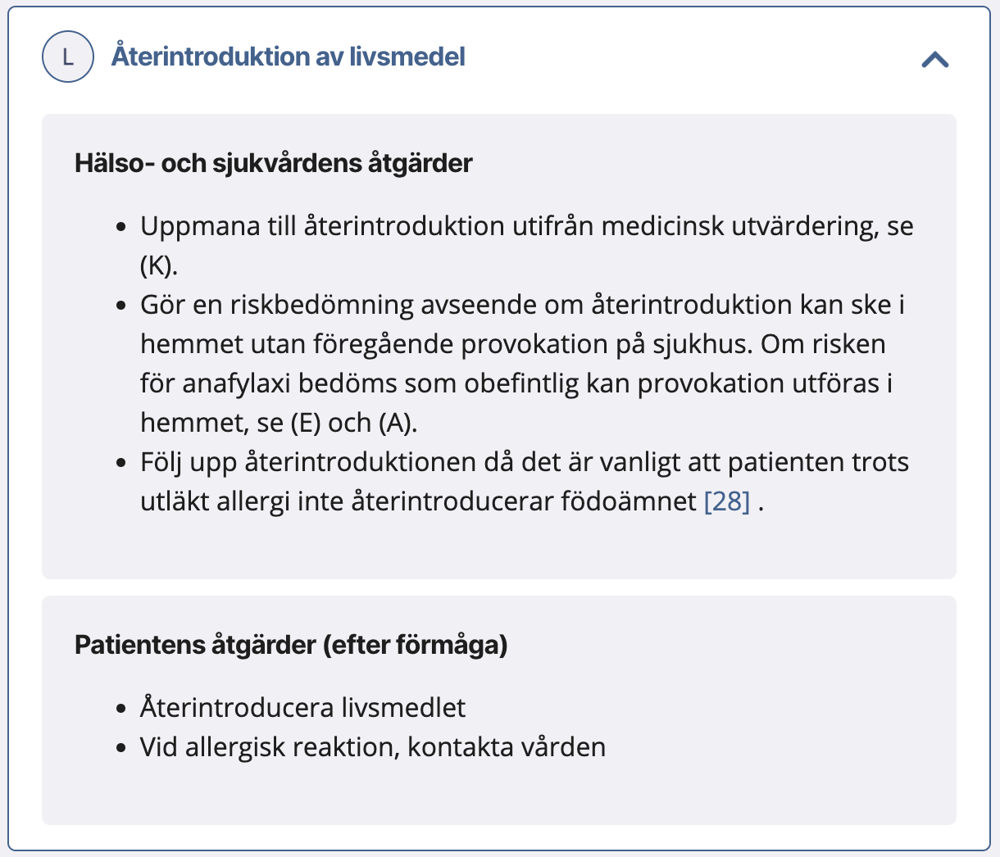 L
Återintroduktion av livsmedel
Hälso- och sjukvårdens åtgärder
• Uppmana till återintroduktion utifrån medicinsk utvärdering, se
(K).
• Gör en riskbedömning avseende om återintroduktion kan ske i
hemmet utan föregående provokation på sjukhus. Om risken
för anafylaxi bedöms som obefintlig kan provokation utföras i
hemmet, se (E) och (A).
• Följ upp återintroduktionen då det är vanligt att patienten trots
utläkt allergi inte återintroducerar födoämnet [28] .
Patientens åtgärder (efter förmåga)
• Återintroducera livsmedlet
• Vid allergisk reaktion, kontakta vården